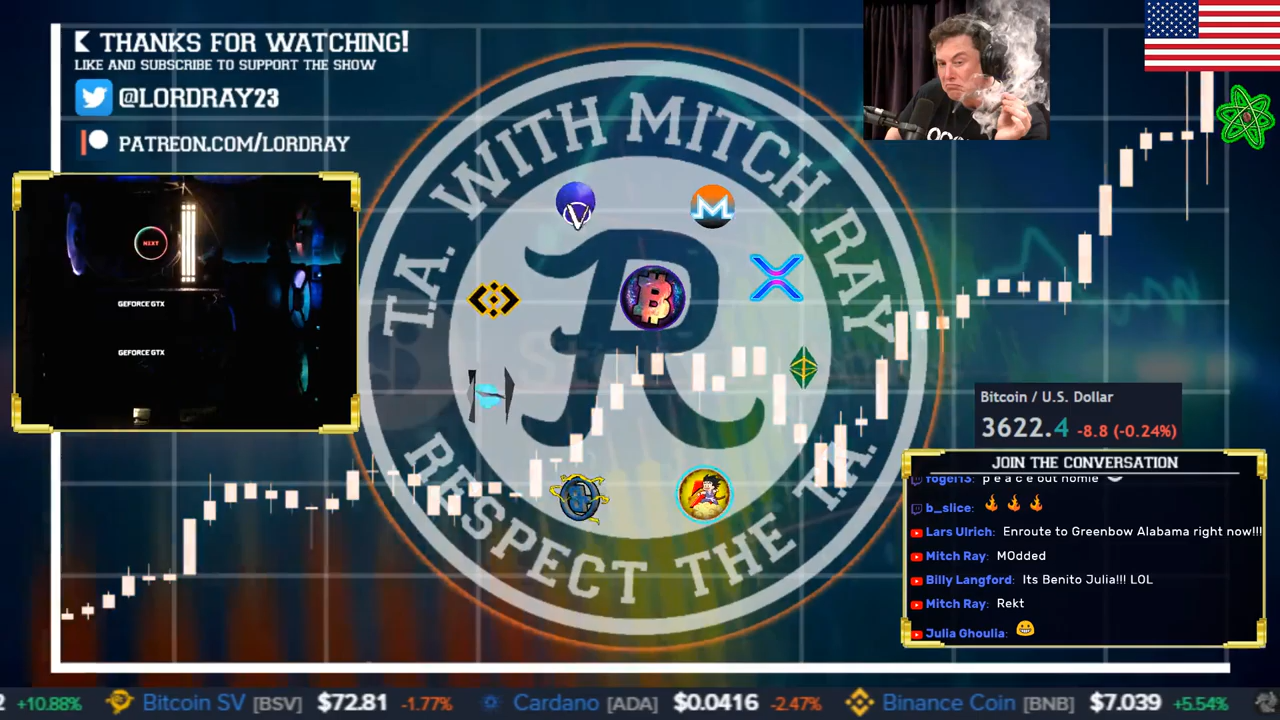 THANKS FOR WATCHING!
LIKE AND SUBSCRIBE TO SUPPORT THE SHOW
@LORDRAY23
PATREON.COM/LORDRAY
T.A. WITH MITCH RAY
R
RESPECT THE T.A.
NZXT
GEFORCE GTX
GEFORCE GTX
Bitcoin / U.S. Dollar
3622.4 -8.8 (-0.24%)
JOIN THE CONVERSATION
p e a c e out homie
b_slice: 🔥 🔥 🔥
Lars Ulrich: Enroute to Greenbow Alabama right now!!!
Mitch Ray: M0dded
Billy Langford: Its Benito Julia!!! LOL
Mitch Ray: Rekt
Julia Ghoulia: 😬
+10.88% Bitcoin SV [BSV] $72.81 -1.77% Cardano [ADA] $0.0416 -2.47% Binance Coin [BNB] $7.039 +5.54%